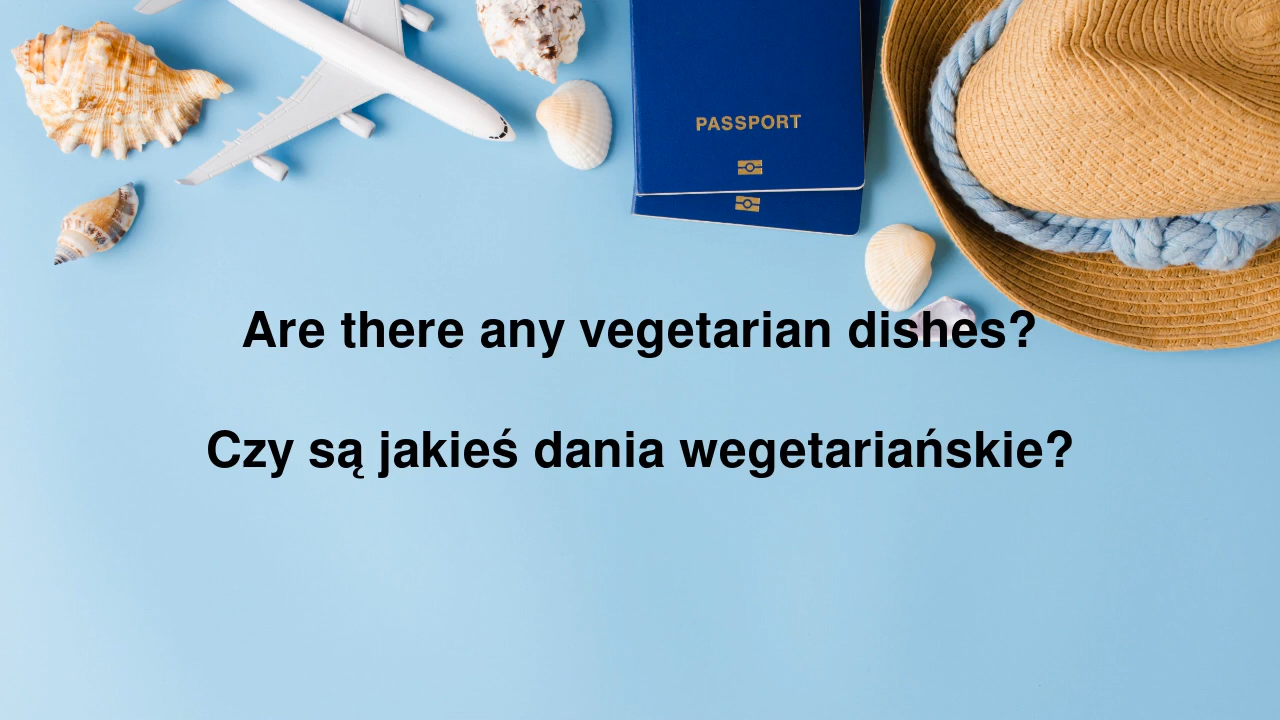 PASSPORT
Are there any vegetarian dishes?
Czy są jakieś dania wegetariańskie?